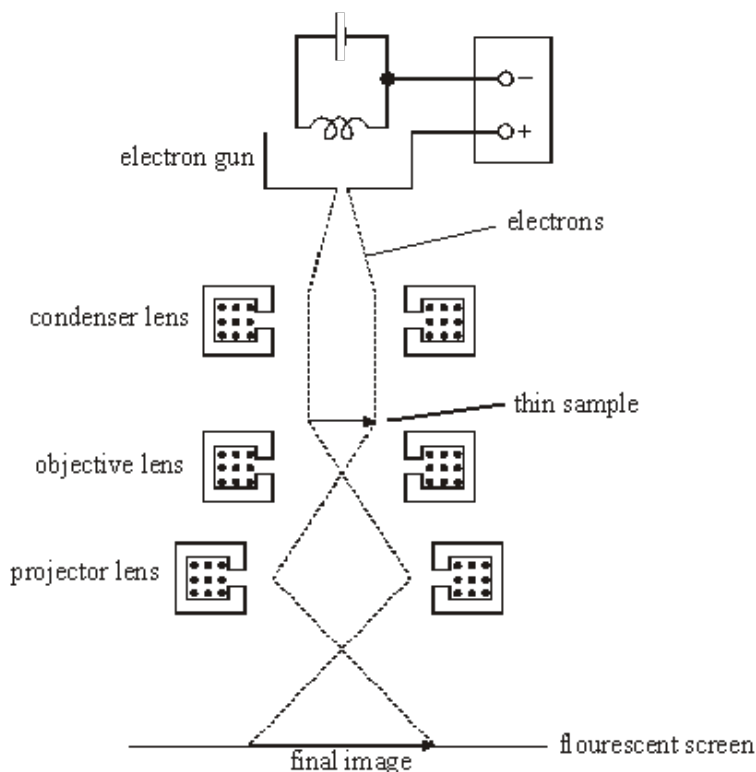 −
+
electron gun
electrons
condenser lens
thin sample
objective lens
projector lens
flourescent screen
final image